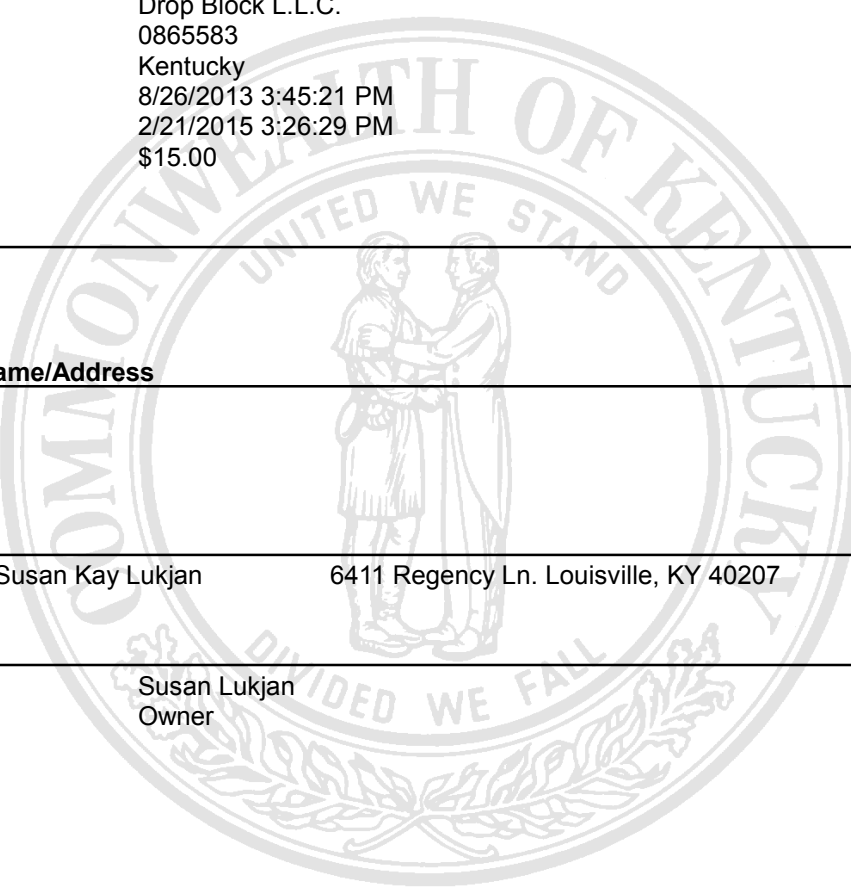 Drop Block L.L.C.
0865583
Kentucky
8/26/2013 3:45:21 PM
2/21/2015 3:26:29 PM
$15.00
ame/Address
Susan Kay Lukjan 6411 Regency Ln. Louisville, KY 40207
Susan Lukjan
Owner
COMMONWEALTH OF KENTUCKY
UNITED WE STAND
DIVIDED WE FALL